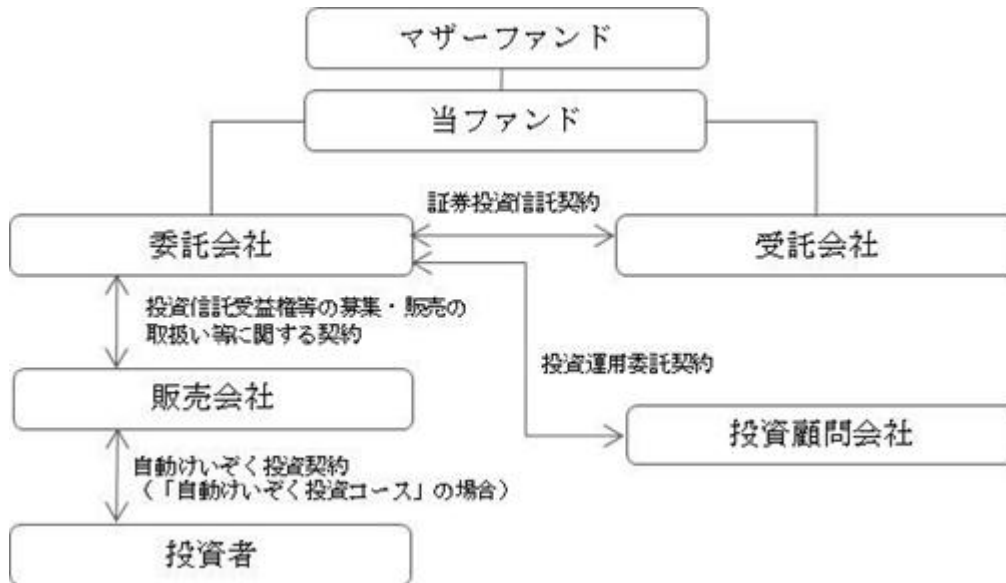 マザーファンド
当ファンド
証券投資信託契約
委託会社
受託会社
投資信託受益権等の募集・販売の
取扱い等に関する契約
投資運用委託契約
販売会社
投資顧問会社
自動けいぞく投資契約
（「自動けいぞく投資コース」の場合）
投資者